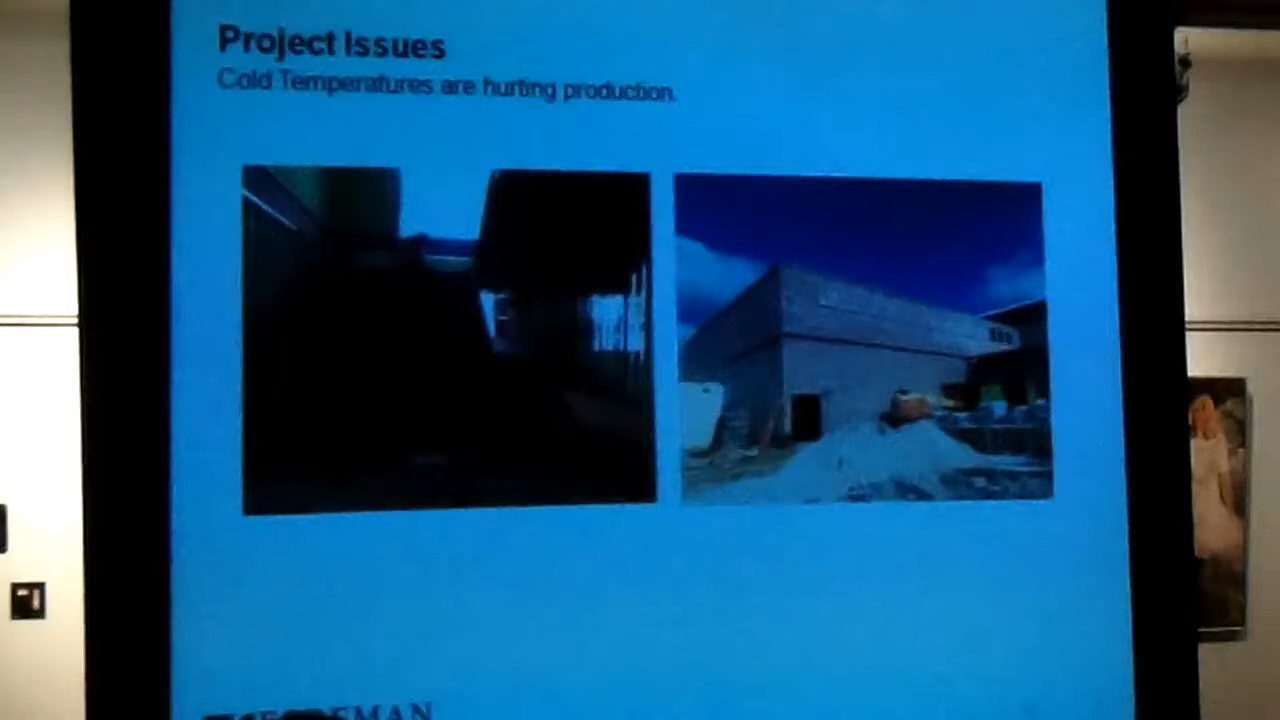 Project Issues
Cold Temperatures are hurting production.